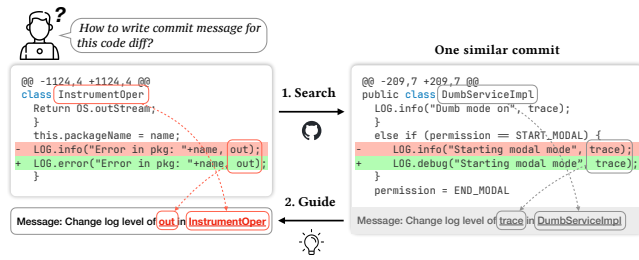 How to write commit message for
this code diff?
One similar commit
@@ -1124,4 +1124,4 @@
class InstrumentOper
Return OS.outStream;
}
this.packageName = name;
- LOG.info("Error in pkg: "+name, out);
+ LOG.error("Error in pkg: "+name, out);
}
Message: Change log level of out in InstrumentOper
1. Search
2. Guide
@@ -209,7 +209,7 @@
public class DumbServiceImpl
LOG.info("Dumb mode on", trace);
}
else if (permission == START_MODAL) {
- LOG.info("Starting modal mode", trace);
+ LOG.debug("Starting modal mode", trace);
}
permission = END_MODAL
Message: Change log level of trace in DumbServiceImpl